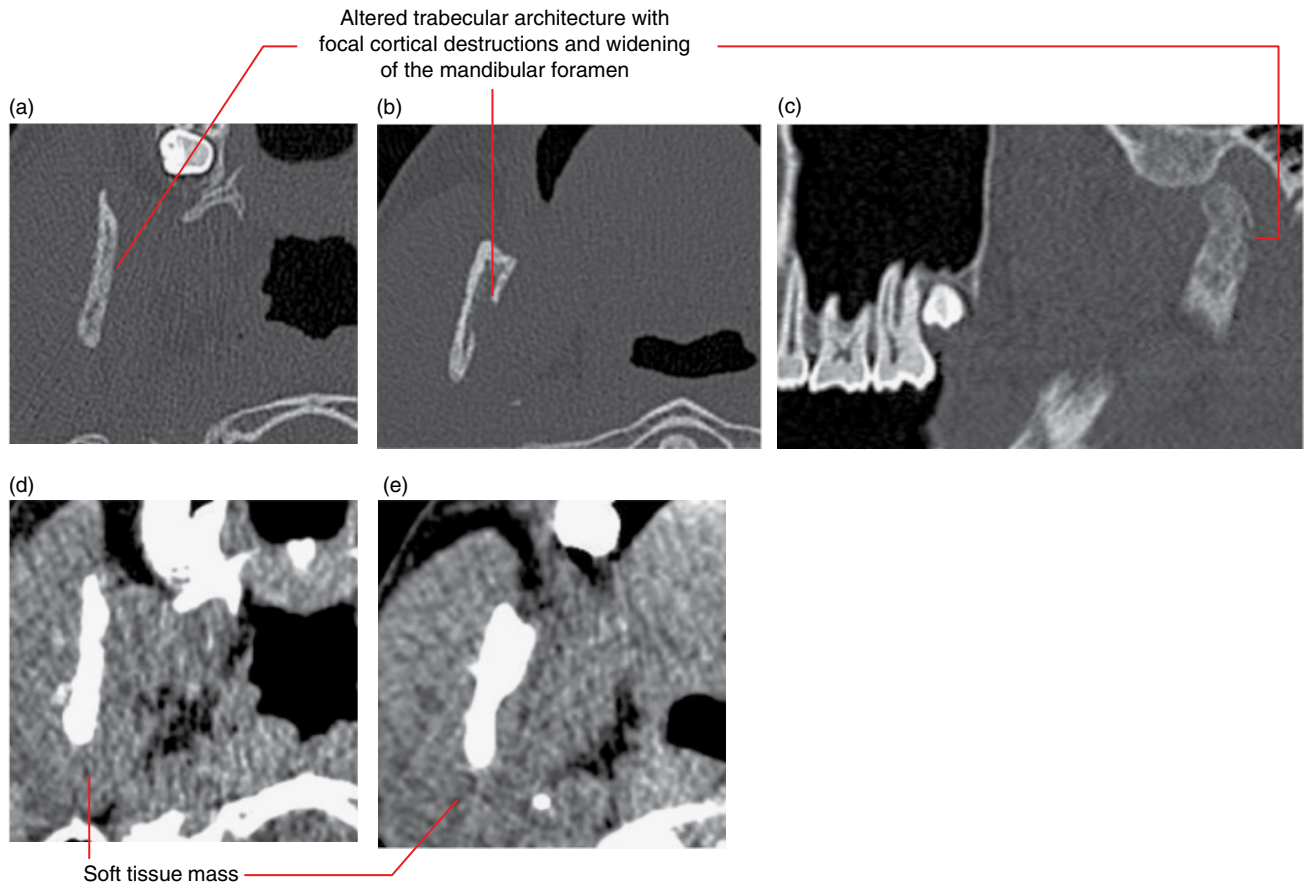 Altered trabecular architecture with
focal cortical destructions and widening
of the mandibular foramen
(a)
(b)
(c)
(d)
(e)
Soft tissue mass